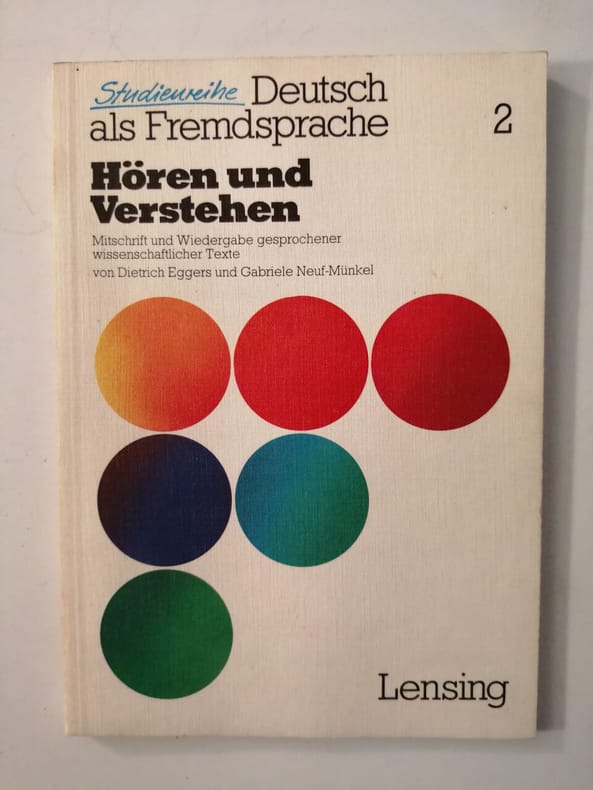 Studienreihe Deutsch
als Fremdsprache
2
Hören und
Verstehen
Mitschrift und Wiedergabe gesprochener
wissenschaftlicher Texte
von Dietrich Eggers und Gabriele Neuf-Münkel
Lensing